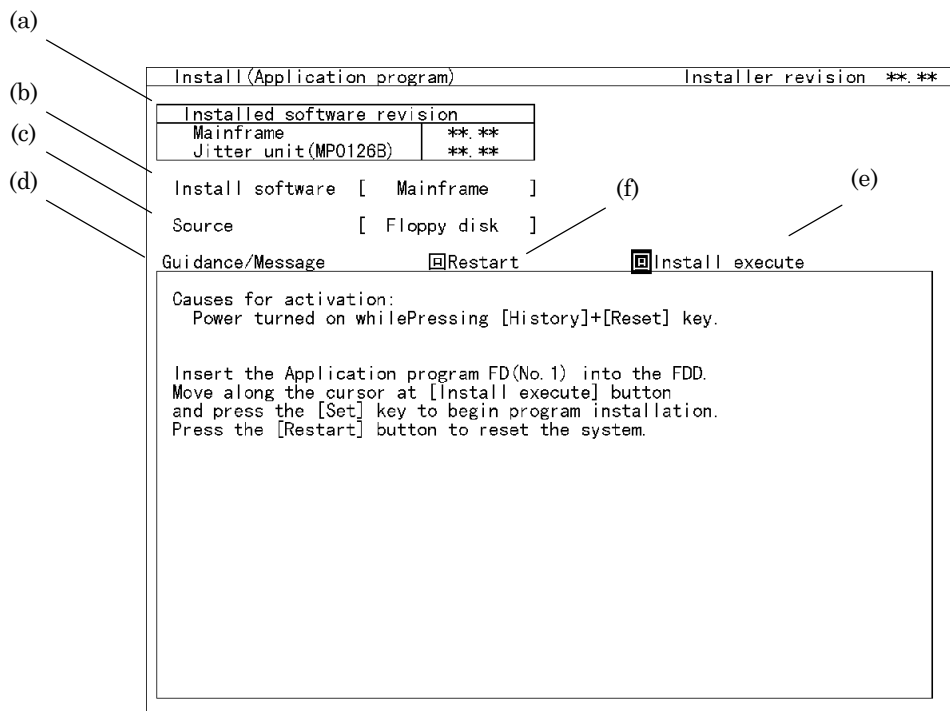 (a)
Install(Application program) Installer revision **.**
(b)
Installed software revision
(c)
Mainframe **.**
Jitter unit(MP0126B) **.**
(d)
Install software [ Mainframe ] (f) (e)
Source [ Floppy disk ]
Guidance/Message Restart Install execute
Causes for activation:
Power turned on whilePressing [History]+[Reset] key.
Insert the Application program FD(No.1) into the FDD.
Move along the cursor at [Install execute] button
and press the [Set] key to begin program installation.
Press the [Restart] button to reset the system.